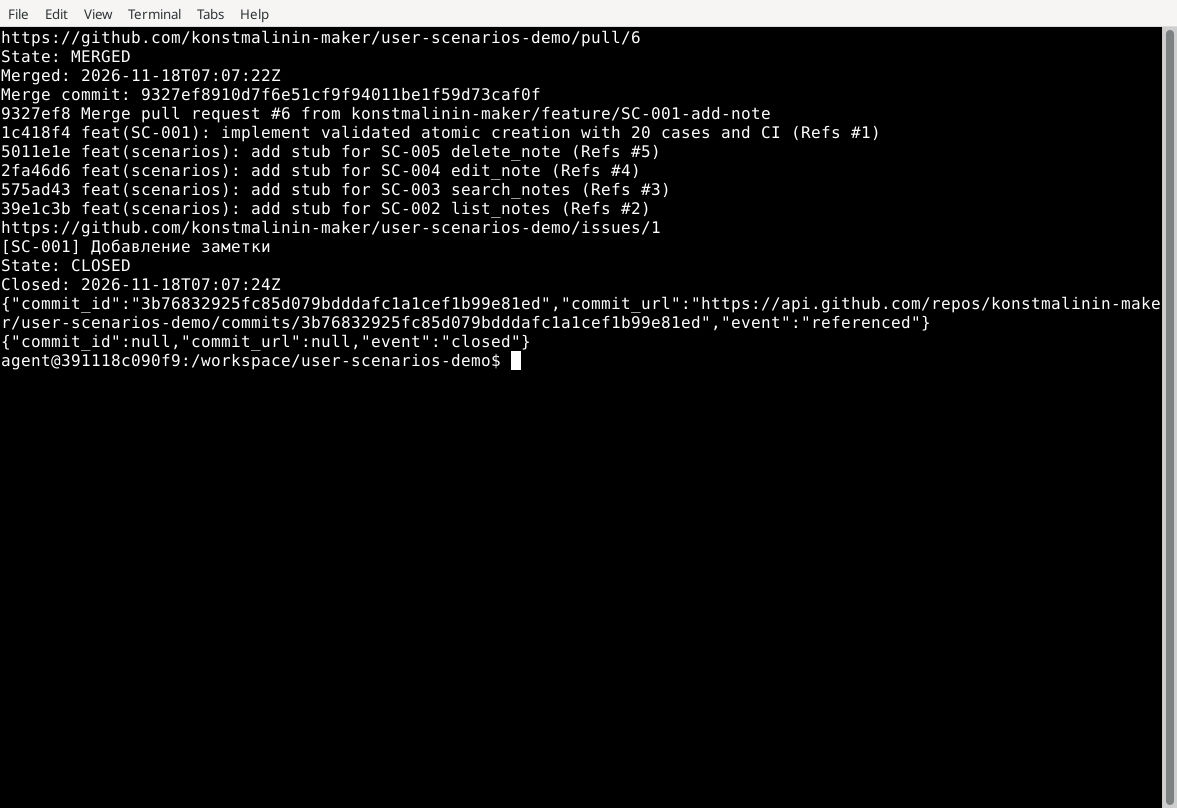 File Edit View Terminal Tabs Help
https://github.com/konstmalinin-maker/user-scenarios-demo/pull/6
State: MERGED
Merged: 2026-11-18T07:07:22Z
Merge commit: 9327ef8910d7f6e51cf9f94011be1f59d73caf0f
9327ef8 Merge pull request #6 from konstmalinin-maker/feature/SC-001-add-note
1c418f4 feat(SC-001): implement validated atomic creation with 20 cases and CI (Refs #1)
5011e1e feat(scenarios): add stub for SC-005 delete_note (Refs #5)
2fa46d6 feat(scenarios): add stub for SC-004 edit_note (Refs #4)
575ad43 feat(scenarios): add stub for SC-003 search_notes (Refs #3)
39e1c3b feat(scenarios): add stub for SC-002 list_notes (Refs #2)
https://github.com/konstmalinin-maker/user-scenarios-demo/issues/1
[SC-001] Добавление заметки
State: CLOSED
Closed: 2026-11-18T07:07:24Z
{"commit_id":"3b76832925fc85d079bdddafc1a1cef1b99e81ed","commit_url":"https://api.github.com/repos/konstmalinin-make
r/user-scenarios-demo/commits/3b76832925fc85d079bdddafc1a1cef1b99e81ed","event":"referenced"}
{"commit_id":null,"commit_url":null,"event":"closed"}
agent@391118c090f9:/workspace/user-scenarios-demo$